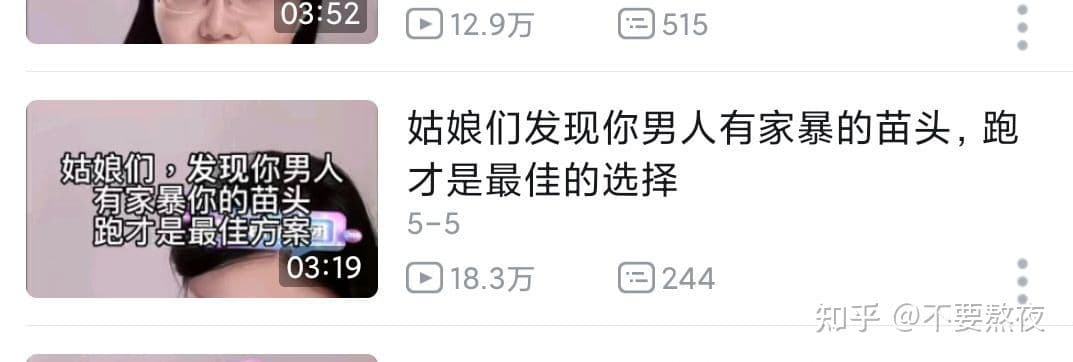 03:52
12.9万
515
姑娘们发现你男人有家暴的苗头，跑
才是最佳的选择
5-5
姑娘们，发现你男人
有家暴你的苗头
跑才是最佳方案
03:19
18.3万
244
知乎 @不要熬夜